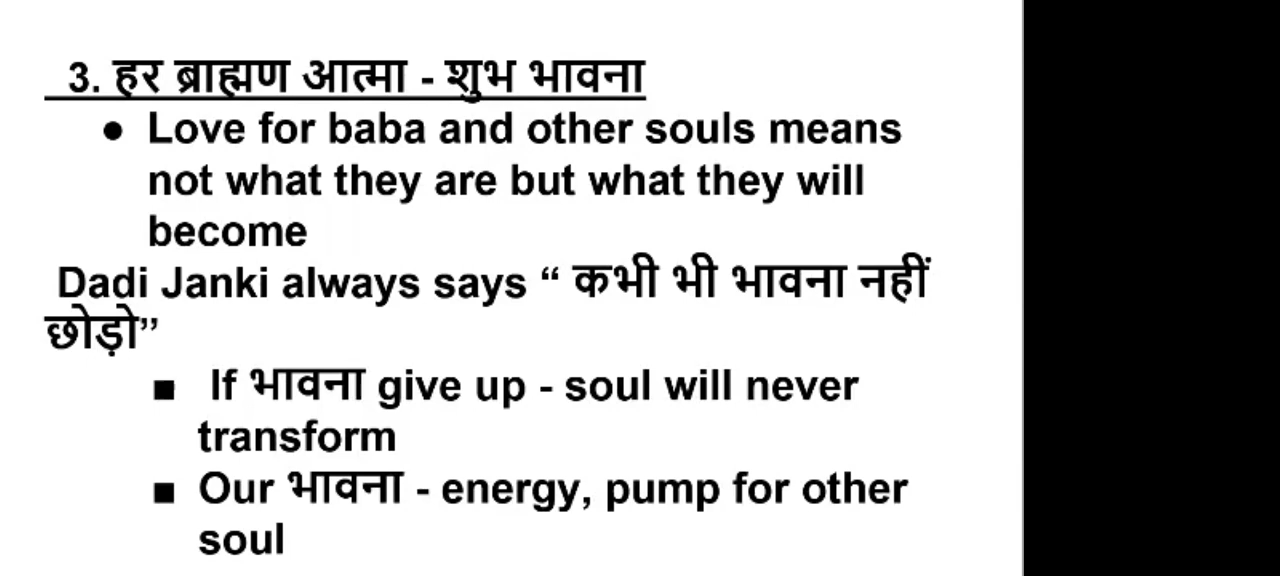 3. हर ब्राह्मण आत्मा - शुभ भावना
● Love for baba and other souls means
not what they are but what they will
become
Dadi Janki always says “ कभी भी भावना नहीं
छोड़ो”
■ If भावना give up - soul will never
transform
■ Our भावना - energy, pump for other
soul